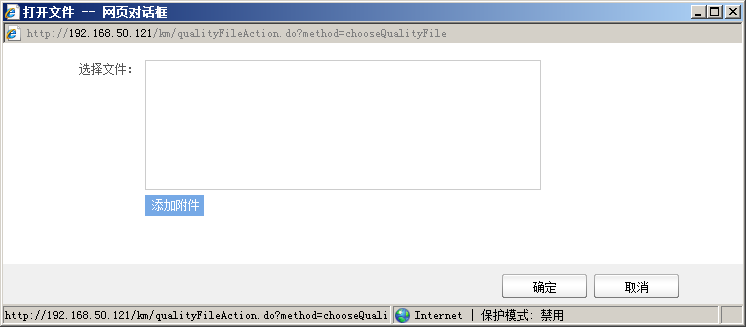 打开文件 -- 网页对话框
http://192.168.50.121/km/qualityFileAction.do?method=chooseQualityFile
选择文件:
添加附件
确定 取消
http://192.168.50.121/km/qualityFileAction.do?method=chooseQuali Internet | 保护模式: 禁用